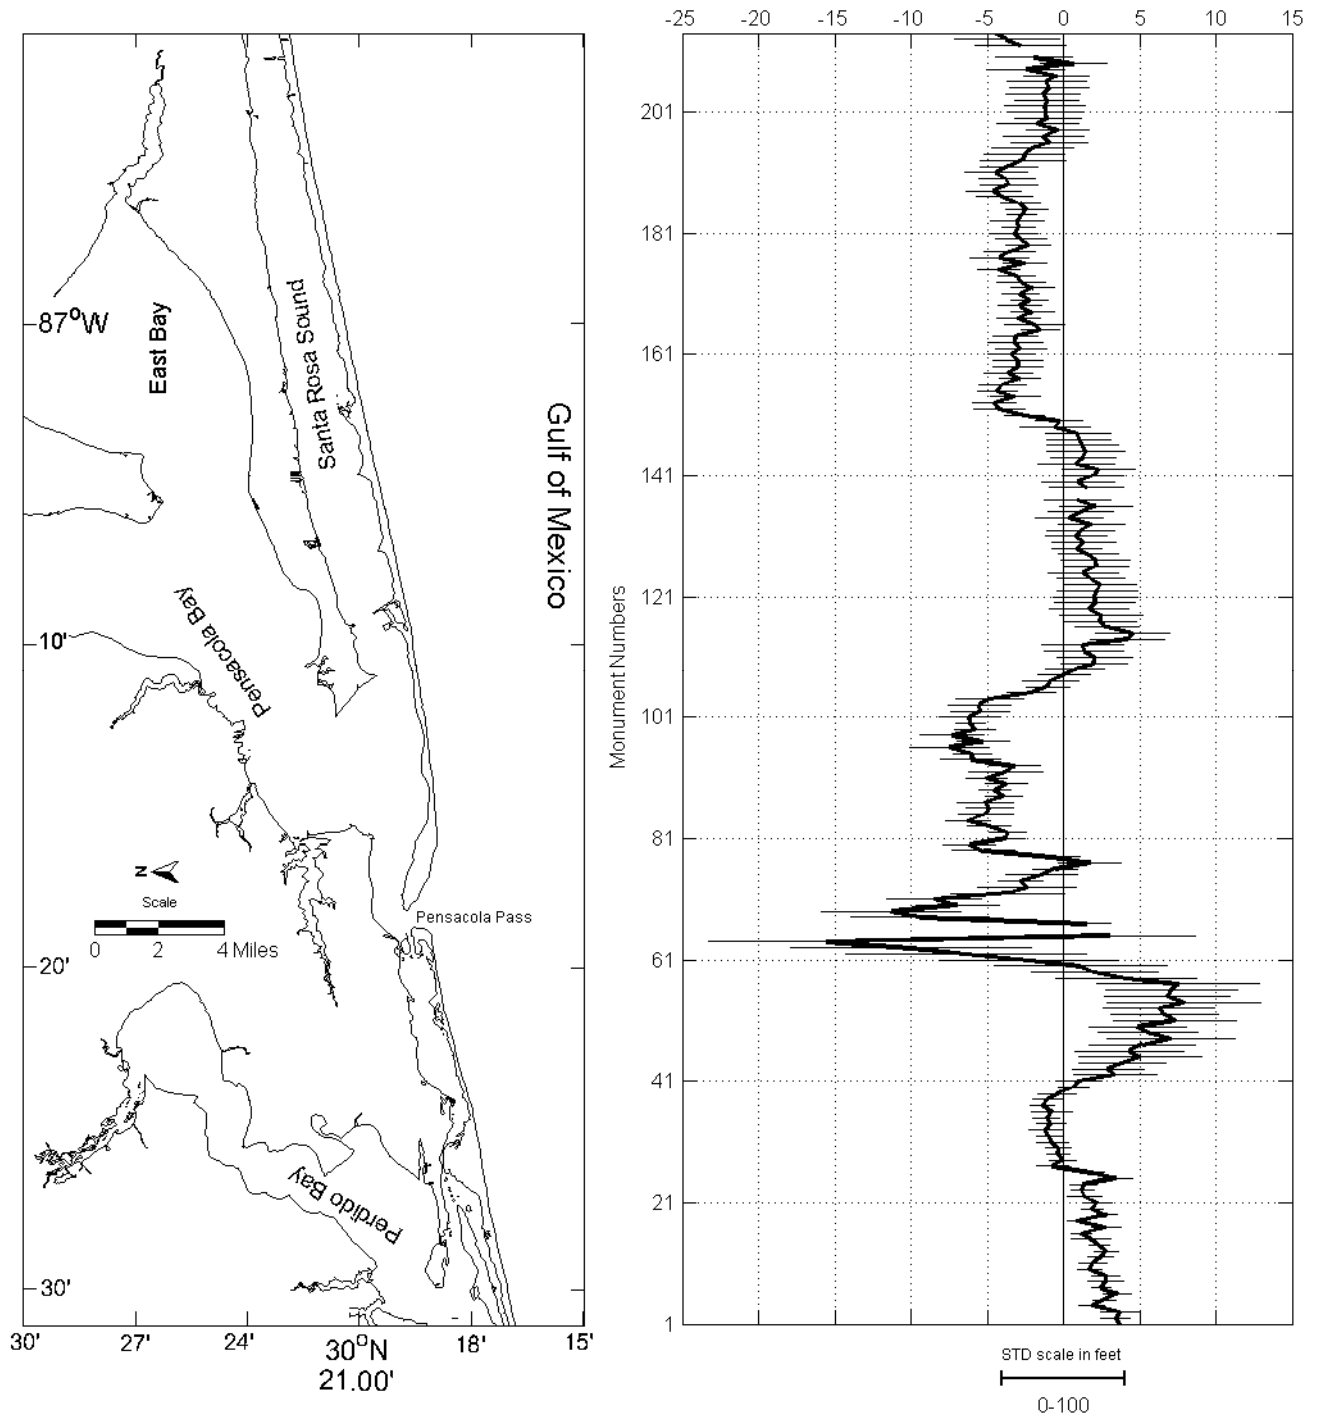 -25 -20 -15 -10 -5 0 5 10 15
201
181
87°W
East Bay
Santa Rosa Sound
161
Gulf of Mexico
141
Pensacola Bay
121
10'
Monument Numbers
101
81
N
Scale
0 2 4 Miles
Pensacola Pass
20'
61
41
Perdido Bay
21
30'
1
30' 27' 24' 30°N 18' 15'
21.00'
STD scale in feet
0-100